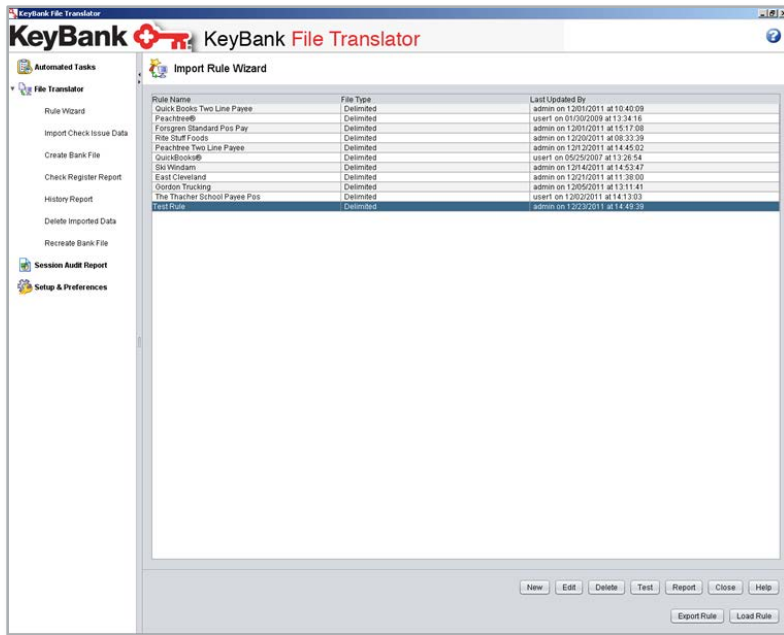 KeyBank File Translator
KeyBank KeyBank File Translator
Automated Tasks
File Translator
Rule Wizard
Import Check Issue Data
Create Bank File
Check Register Report
History Report
Delete Imported Data
Recreate Bank File
Session Audit Report
Setup & Preferences
Import Rule Wizard
Rule Name File Type Last Updated By
Quick Books Two Line Payee Delimited admin on 12/01/2011 at 10:40:09
Peachtree® Delimited user1 on 01/30/2009 at 13:34:16
Forsgren Standard Pos Pay Delimited admin on 12/01/2011 at 15:17:08
Rite Stuff Foods Delimited admin on 12/20/2011 at 08:33:39
Peachtree Two Line Payee Delimited admin on 12/12/2011 at 14:45:02
QuickBooks® Delimited user1 on 05/25/2007 at 13:26:54
Ski Windam Delimited admin on 12/14/2011 at 14:53:47
East Cleveland Delimited admin on 12/21/2011 at 11:38:00
Gordon Trucking Delimited admin on 12/05/2011 at 13:11:41
The Thacher School Payee Pos Delimited user1 on 12/02/2011 at 14:13:03
Test Rule Delimited admin on 12/23/2011 at 14:49:39
New Edit Delete Test Report Close Help
Export Rule Load Rule